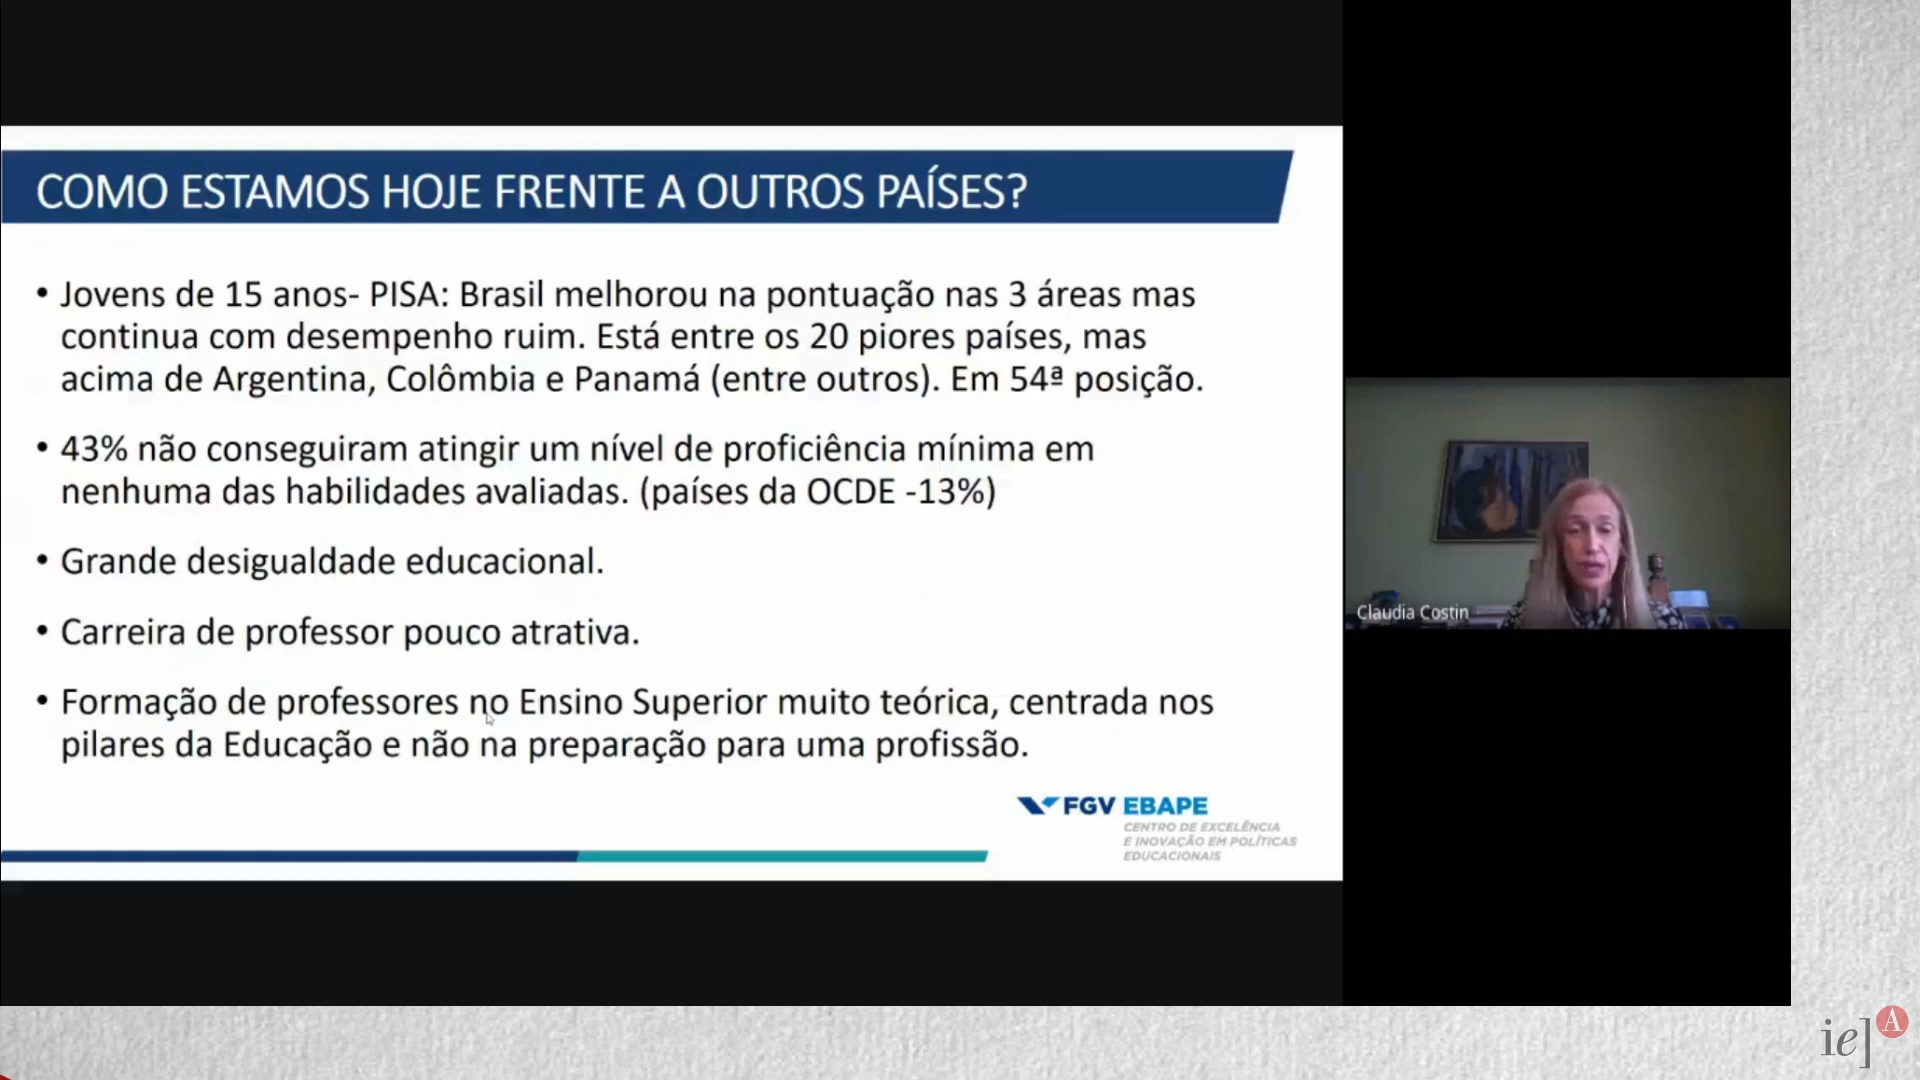 COMO ESTAMOS HOJE FRENTE A OUTROS PAÍSES?
• Jovens de 15 anos- PISA: Brasil melhorou na pontuação nas 3 áreas mas
continua com desempenho ruim. Está entre os 20 piores países, mas
acima de Argentina, Colômbia e Panamá (entre outros). Em 54ª posição.
• 43% não conseguiram atingir um nível de proficiência mínima em
nenhuma das habilidades avaliadas. (países da OCDE -13%)
• Grande desigualdade educacional.
• Carreira de professor pouco atrativa.
• Formação de professores no Ensino Superior muito teórica, centrada nos
pilares da Educação e não na preparação para uma profissão.
FGV EBAPE
CENTRO DE EXCELÊNCIA
E INOVAÇÃO EM POLÍTICAS
EDUCACIONAIS
Claudia Costin
ie]A